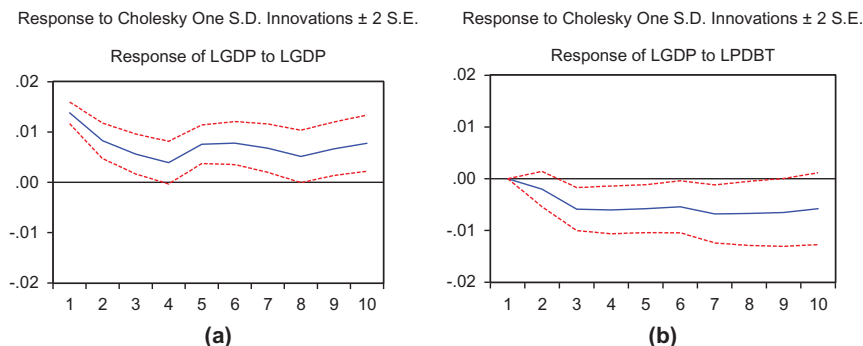 Response to Cholesky One S.D. Innovations ± 2 S.E.
Response of LGDP to LGDP
.02
.01
.00
-.01
-.02
1 2 3 4 5 6 7 8 9 10
(a)
Response to Cholesky One S.D. Innovations ± 2 S.E.
Response of LGDP to LPDBT
.02
.01
.00
-.01
-.02
1 2 3 4 5 6 7 8 9 10
(b)